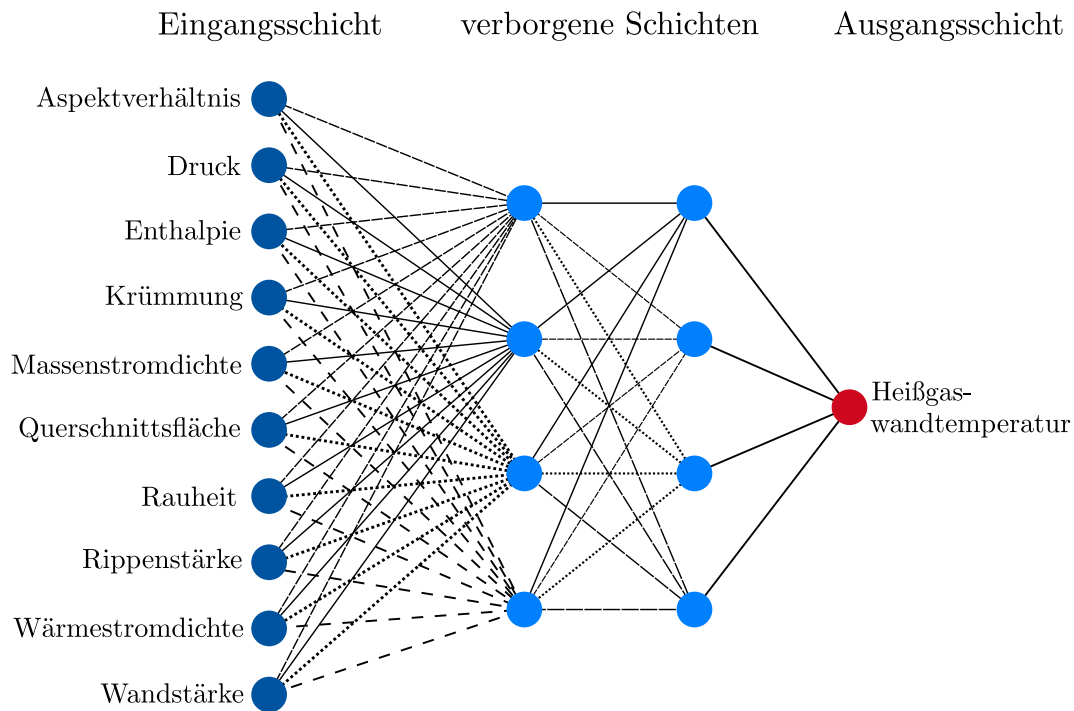 Eingangsschicht
verborgene Schichten
Ausgangsschicht
Aspektverhältnis
Druck
Enthalpie
Krümmung
Massenstromdichte
Querschnittsfläche
Rauheit
Rippenstärke
Wärmestromdichte
Wandstärke
Heißgas-
wandtemperatur